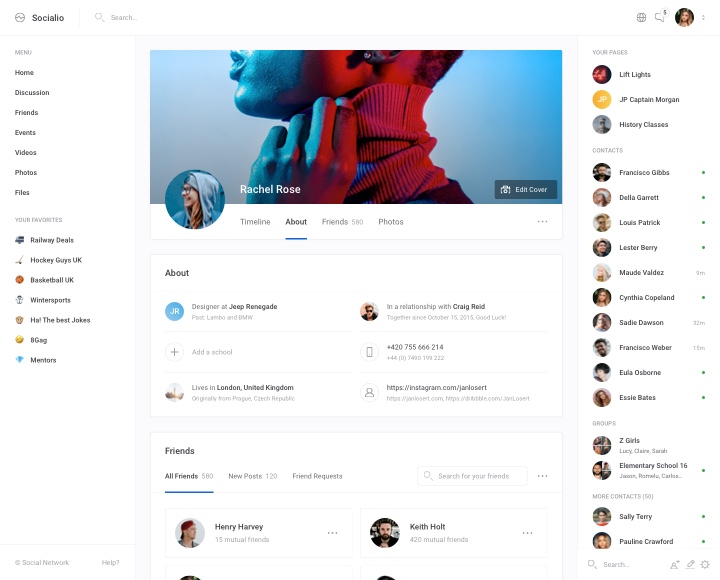 Socialio
Search...
5
MENU
Home
Discussion
Friends
Events
Videos
Photos
Files
YOUR FAVORITES
Railway Deals
Hockey Guys UK
Basketball UK
Wintersports
Ha! The best Jokes
8Gag
Mentors
© Social Network Help?
Rachel Rose
Edit Cover
Timeline About Friends 580 Photos
About
JR
Designer at Jeep Renegade
Past: Lambo and BMW
In a relationship with Craig Reid
Together since October 15, 2015, Good Luck!
Add a school
+420 755 666 214
+44 (0) 7490 199 222
Lives in London, United Kingdom
Originally from Prague, Czech Republic
https://instagram.com/janlosert
https://janlosert.com, https://dribbble.com/JanLosert
Friends
All Friends 580 New Posts 120 Friend Requests
Search for your friends
Henry Harvey
15 mutual friends
Keith Holt
420 mutual friends
YOUR PAGES
Lift Lights
JP
JP Captain Morgan
History Classes
CONTACTS
Francisco Gibbs
Della Garrett
Louis Patrick
Lester Berry
Maude Valdez 9m
Cynthia Copeland
Sadie Dawson 32m
Francisco Weber 15m
Eula Osborne
Essie Bates
GROUPS
Z Girls
Lucy, Claire, Sarah
Elementary School 16
Jason, Romelu, Carlos...
MORE CONTACTS (50)
Sally Terry
Pauline Crawford
Search...